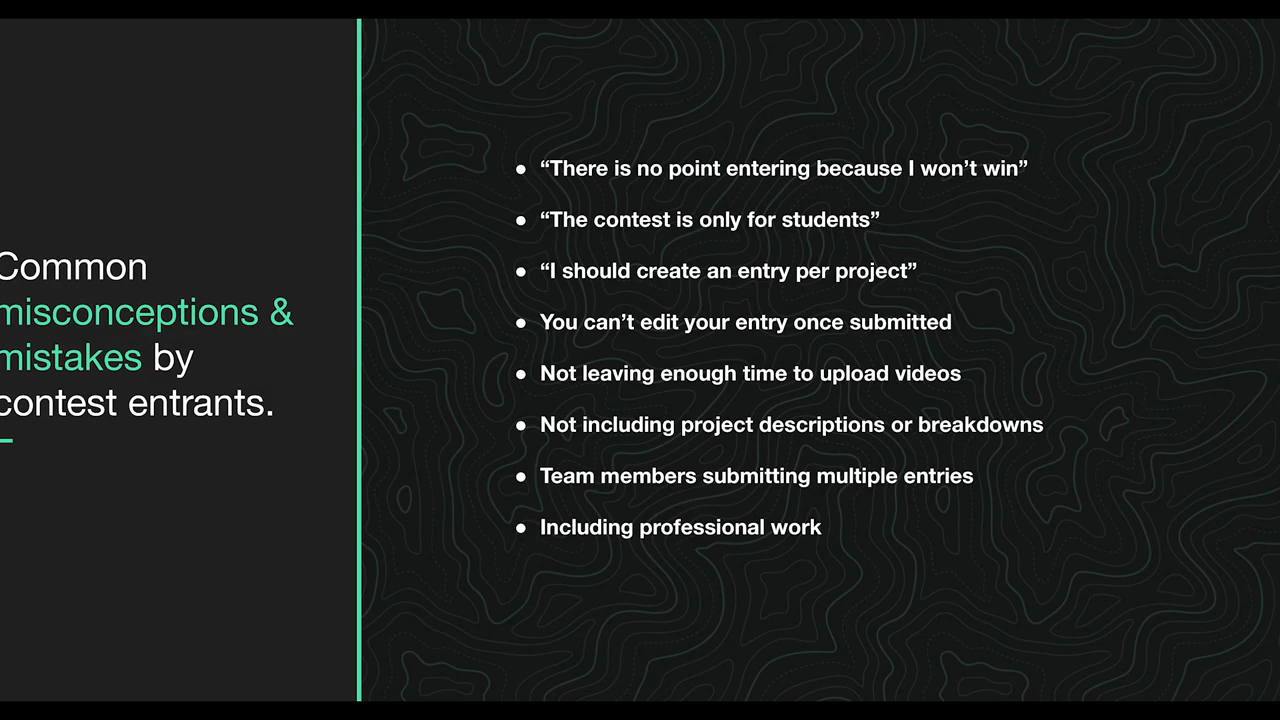 Common
misconceptions &
mistakes by
contest entrants.
● “There is no point entering because I won’t win”
● “The contest is only for students”
● “I should create an entry per project”
● You can’t edit your entry once submitted
● Not leaving enough time to upload videos
● Not including project descriptions or breakdowns
● Team members submitting multiple entries
● Including professional work